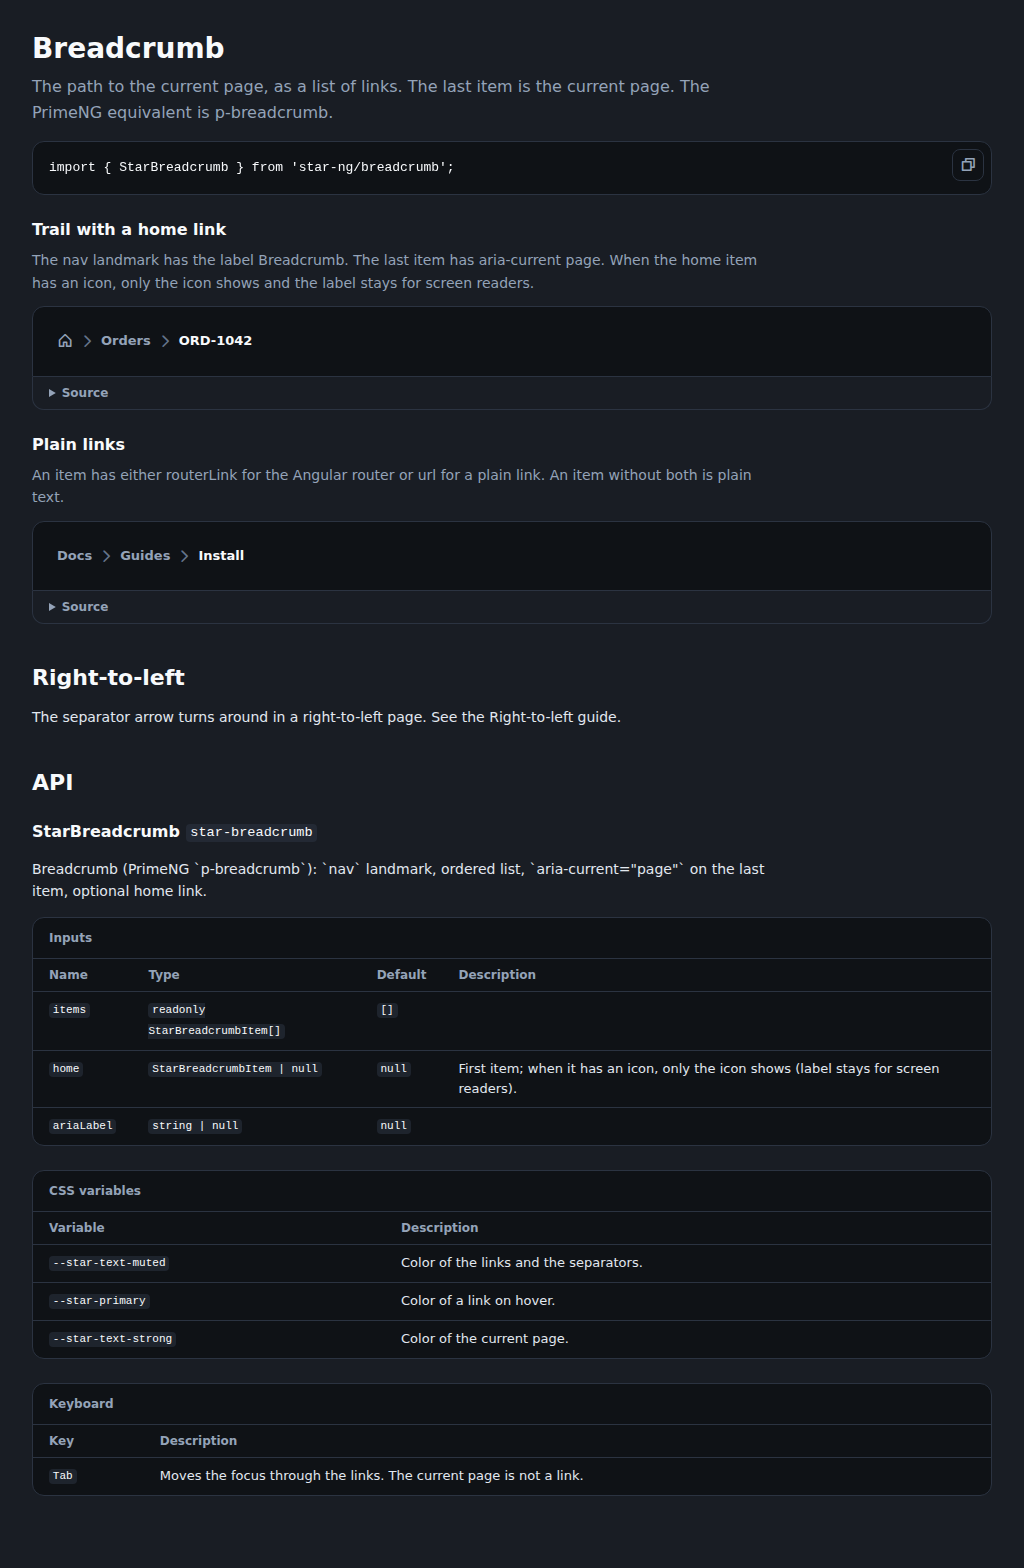 Breadcrumb
The path to the current page, as a list of links. The last item is the current page. The
PrimeNG equivalent is p-breadcrumb.
import { StarBreadcrumb } from 'star-ng/breadcrumb';
Trail with a home link
The nav landmark has the label Breadcrumb. The last item has aria-current page. When the home item
has an icon, only the icon shows and the label stays for screen readers.
Orders ORD-1042
Source
Plain links
An item has either routerLink for the Angular router or url for a plain link. An item without both is plain
text.
Docs Guides Install
Source
Right-to-left
The separator arrow turns around in a right-to-left page. See the Right-to-left guide.
API
StarBreadcrumb star-breadcrumb
Breadcrumb (PrimeNG `p-breadcrumb`): `nav` landmark, ordered list, `aria-current="page"` on the last
item, optional home link.
Inputs
Name Type Default Description
items readonly []
StarBreadcrumbItem[]
home StarBreadcrumbItem | null null First item; when it has an icon, only the icon shows (label stays for screen
readers).
ariaLabel string | null null
CSS variables
Variable Description
--star-text-muted Color of the links and the separators.
--star-primary Color of a link on hover.
--star-text-strong Color of the current page.
Keyboard
Key Description
Tab Moves the focus through the links. The current page is not a link.